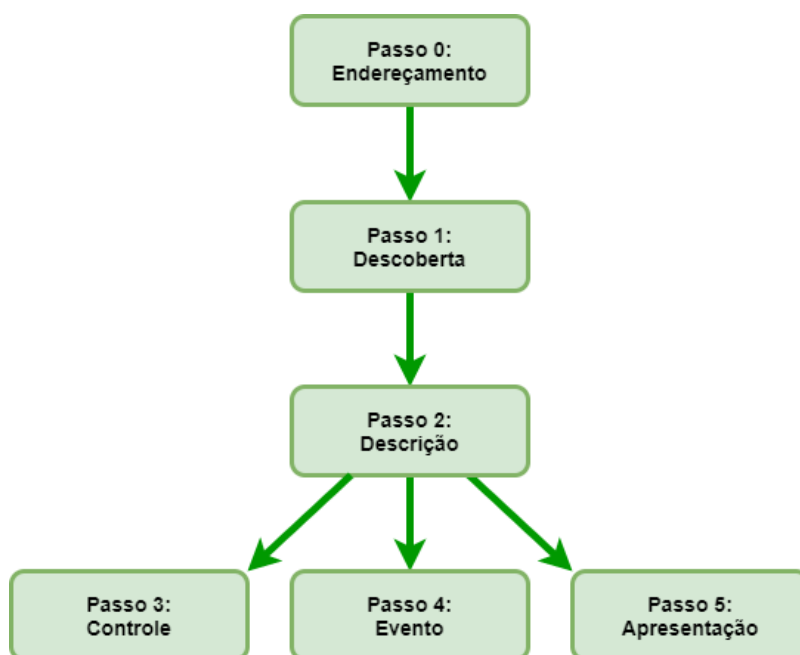 Passo 0:
Endereçamento
Passo 1:
Descoberta
Passo 2:
Descrição
Passo 3:
Controle
Passo 4:
Evento
Passo 5:
Apresentação